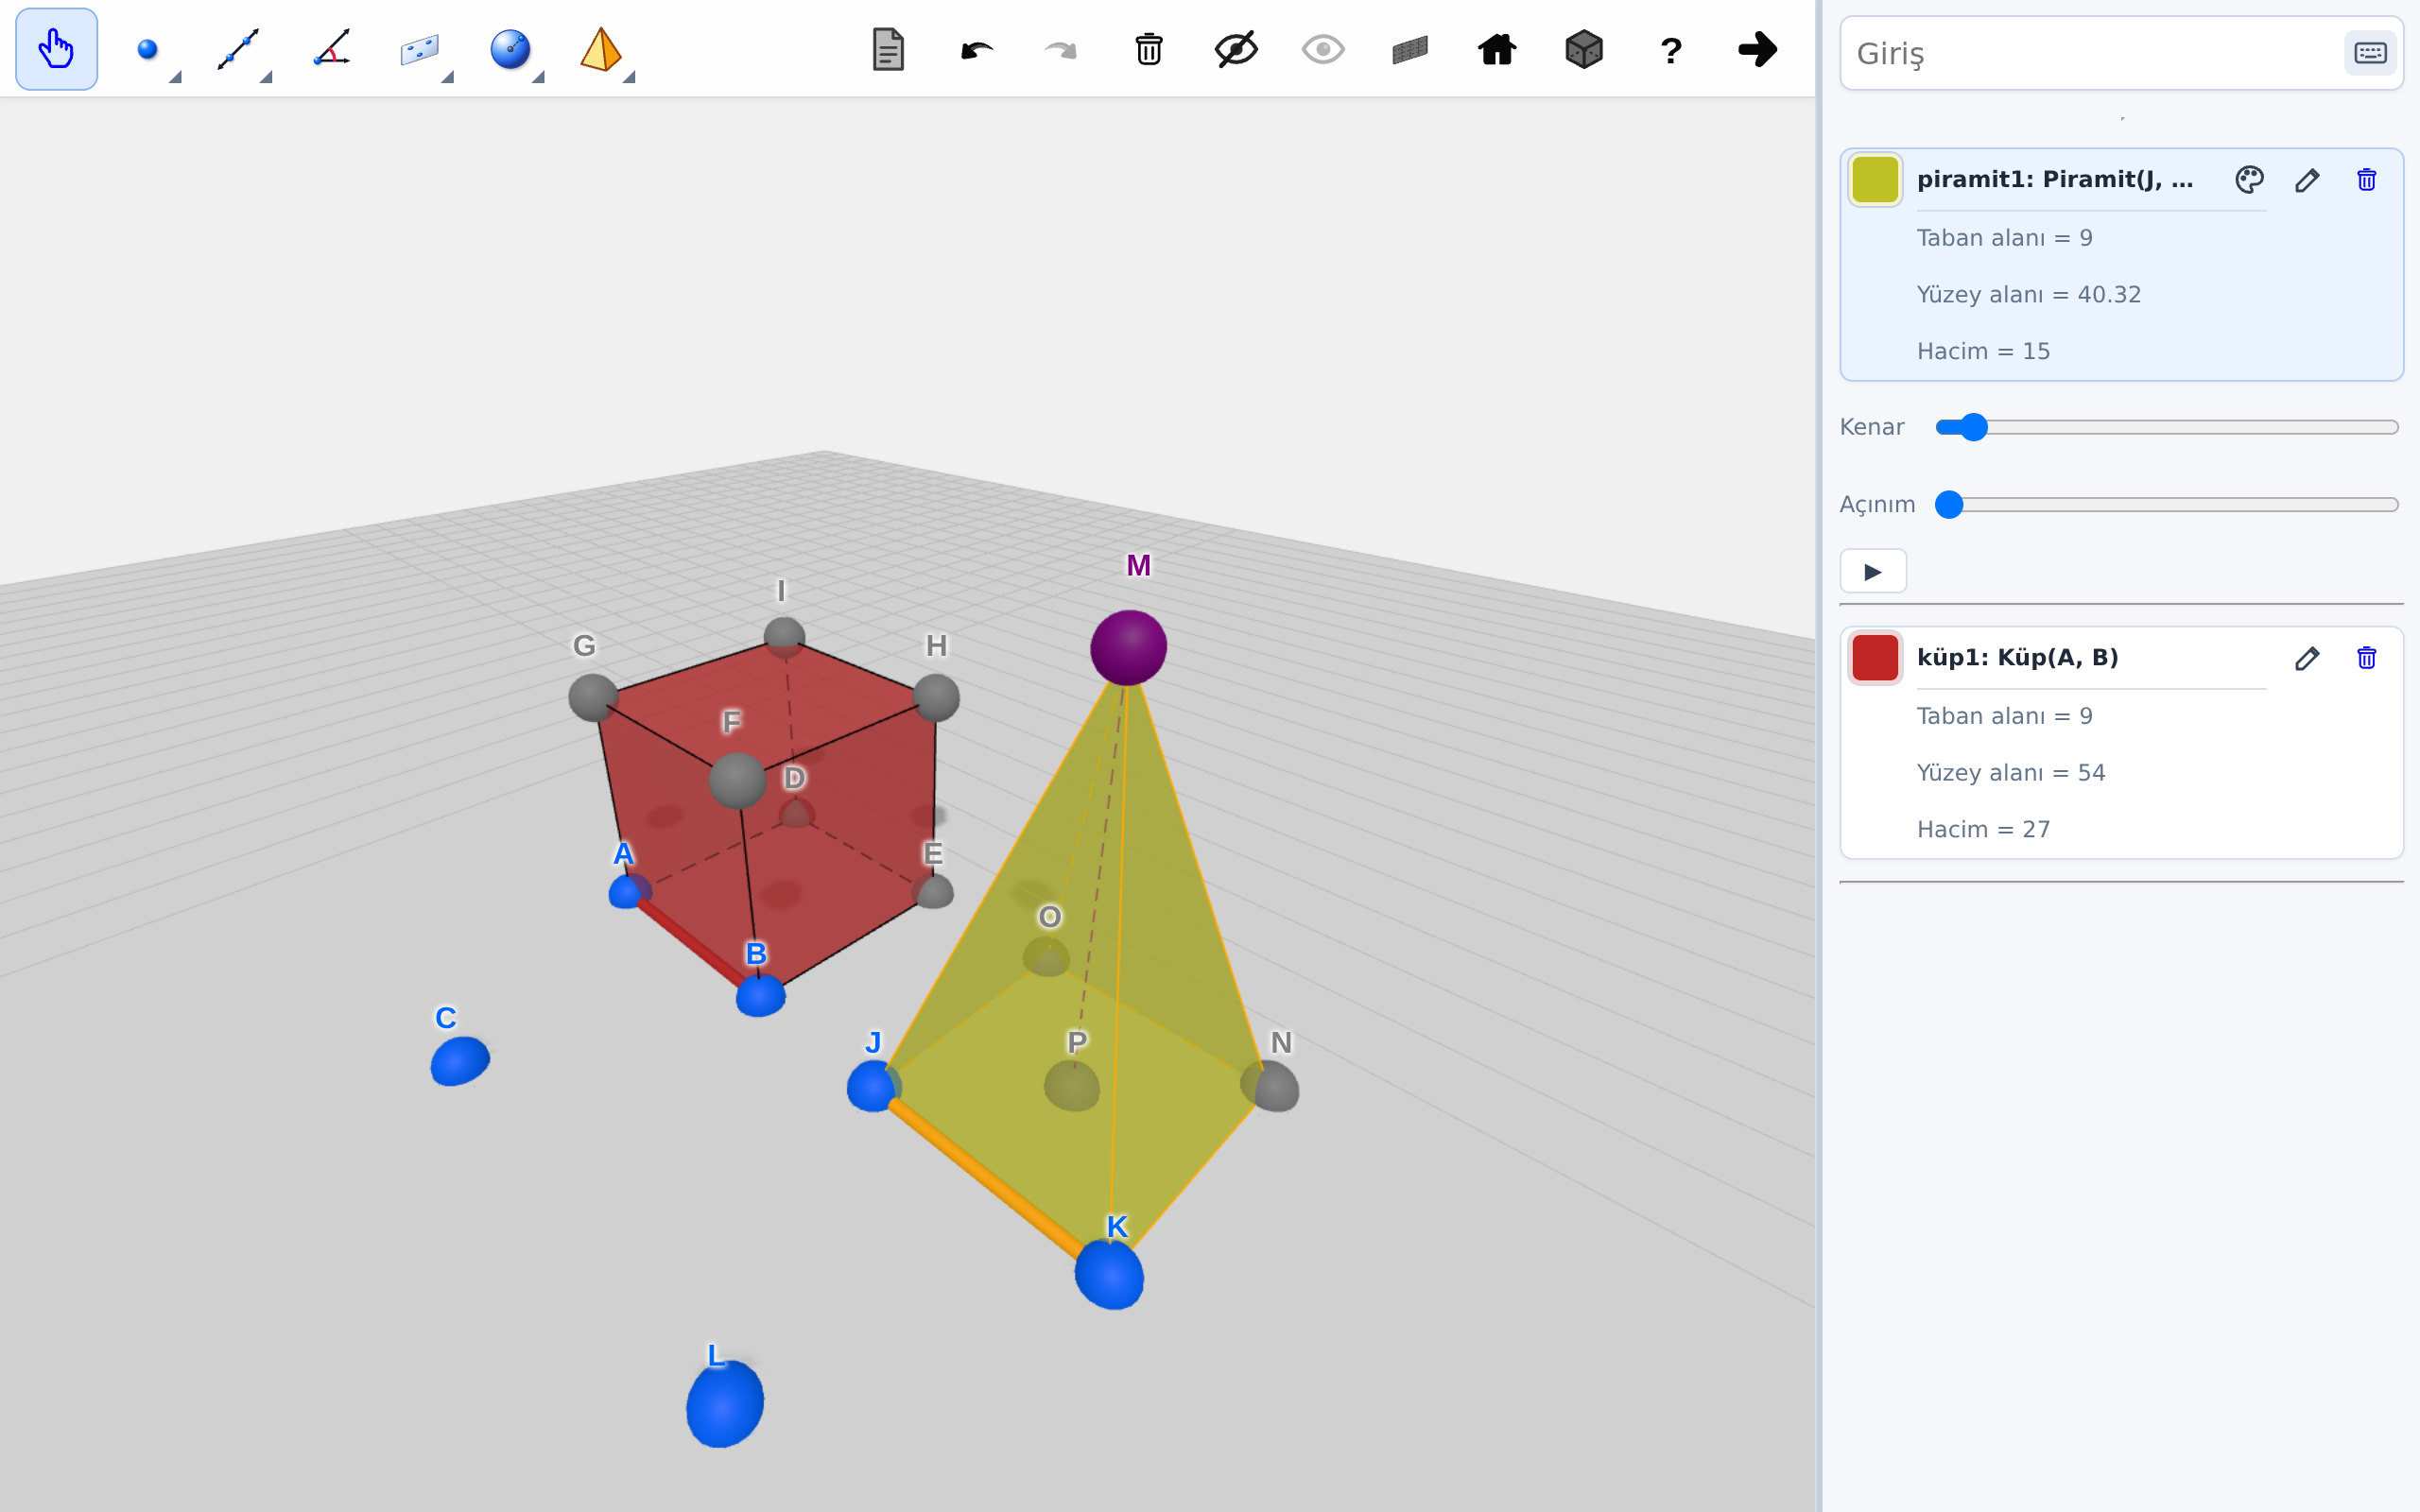 ?
Giriş
piramit1: Piramit(J, ...
Taban alanı = 9
Yüzey alanı = 40.32
Hacim = 15
Kenar
Açınım
küp1: Küp(A, B)
Taban alanı = 9
Yüzey alanı = 54
Hacim = 27
M
I
G
H
F
D
A
E
B
O
C
J
P
N
K
L